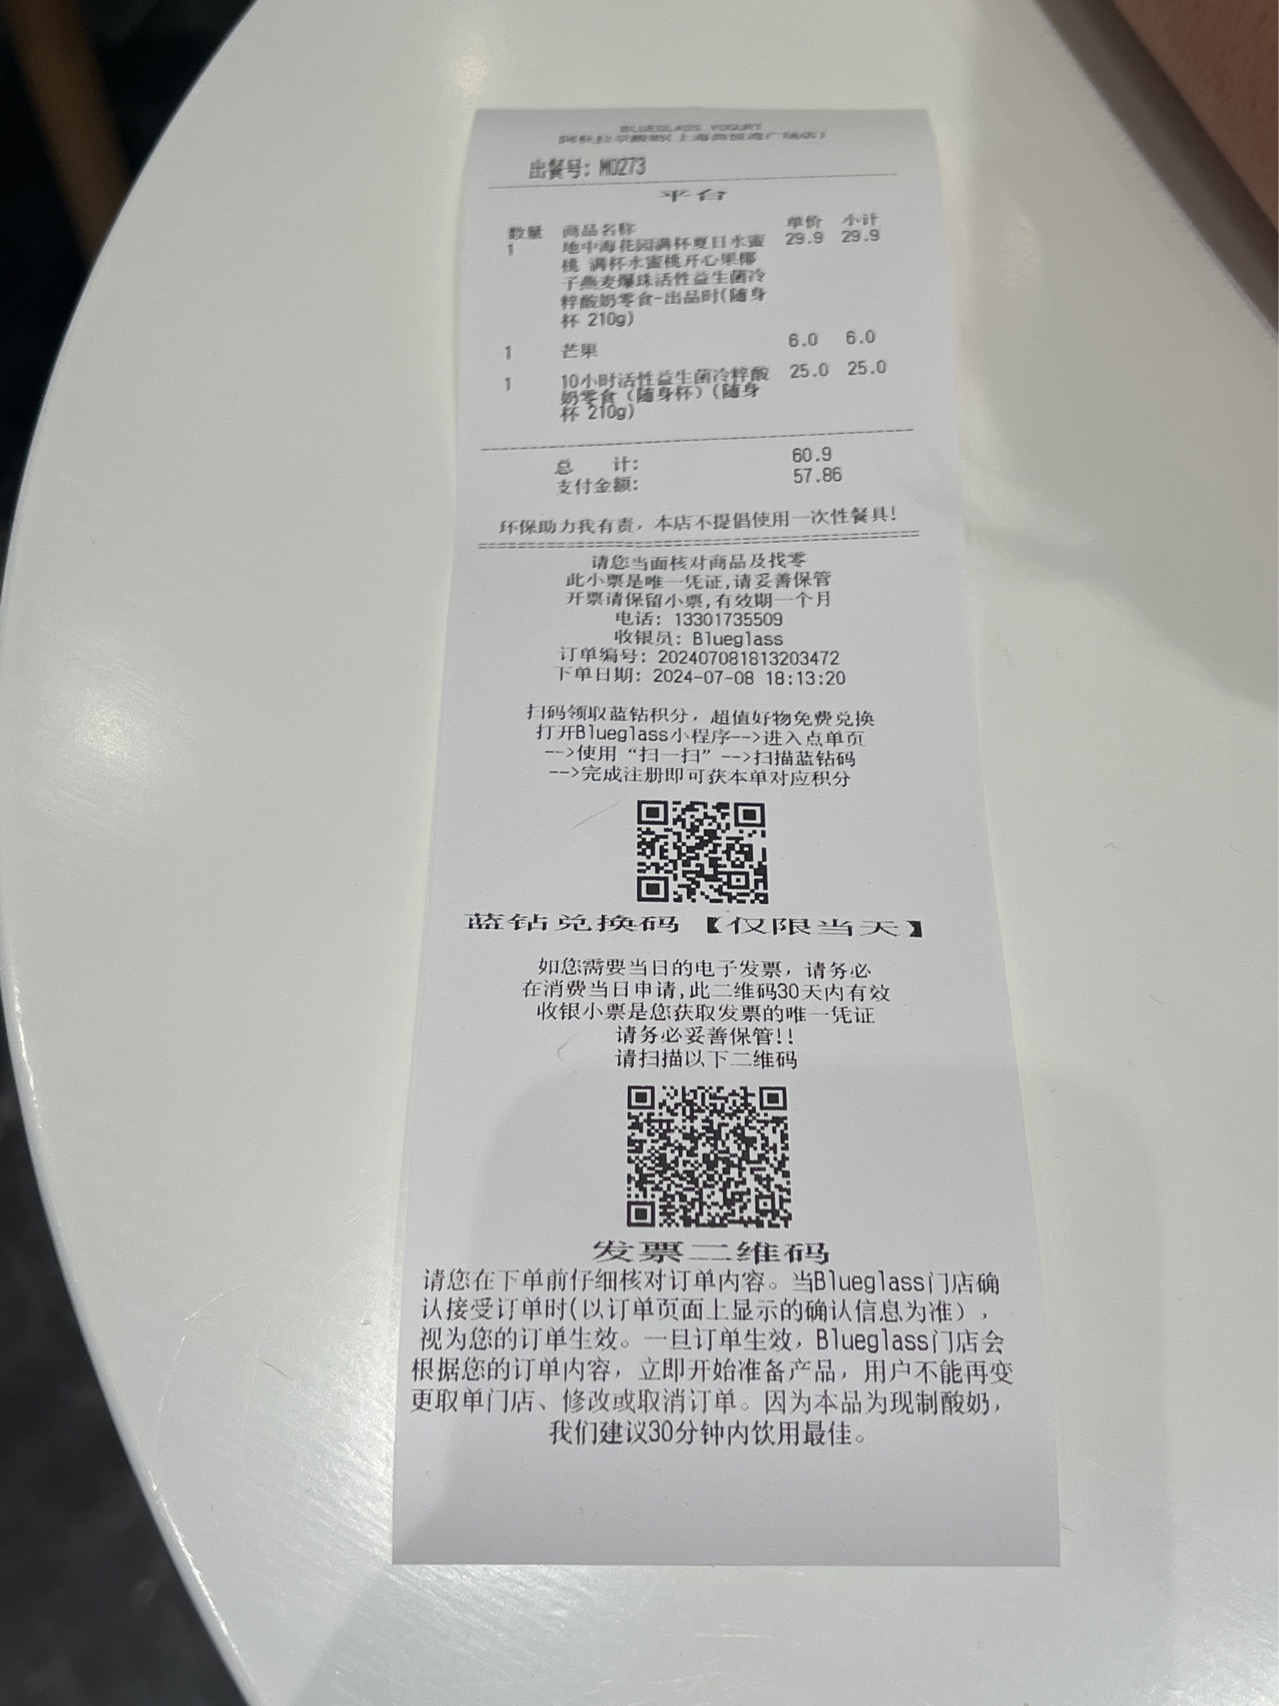 BLUEGLASS YOGURT
出餐号: M0273
平台
数量 商品名称 单价 小计
1 地中海花园满杯夏日水蜜 29.9 29.9
桃 满杯水蜜桃开心果椰
子燕麦爆珠活性益生菌冷
粹酸奶零食-出品时(随身
杯 210g)
1 芒果 6.0 6.0
1 10小时活性益生菌冷粹酸 25.0 25.0
奶零食（随身杯）(随身
杯 210g)
总 计: 60.9
支付金额: 57.86
环保助力我有责，本店不提倡使用一次性餐具!
请您当面核对商品及找零
此小票是唯一凭证,请妥善保管
开票请保留小票,有效期一个月
电话: 13301735509
收银员: Blueglass
订单编号: 202407081813203472
下单日期: 2024-07-08 18:13:20
扫码领取蓝钻积分，超值好物免费兑换
打开Blueglass小程序-->进入点单页
-->使用“扫一扫”-->扫描蓝钻码
-->完成注册即可获本单对应积分
蓝钻兑换码【仅限当天】
如您需要当日的电子发票，请务必
在消费当日申请,此二维码30天内有效
收银小票是您获取发票的唯一凭证
请务必妥善保管!!
请扫描以下二维码
发票二维码
请您在下单前仔细核对订单内容。当Blueglass门店确
认接受订单时(以订单页面上显示的确认信息为准)，
视为您的订单生效。一旦订单生效，Blueglass门店会
根据您的订单内容，立即开始准备产品，用户不能再变
更取单门店、修改或取消订单。因为本品为现制酸奶，
我们建议30分钟内饮用最佳。